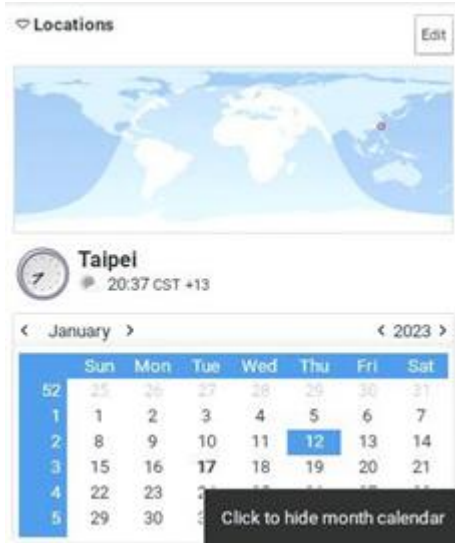 Locations
Edit
Taipei
20:37 CST +13
< January > < 2023 >
Sun Mon Tue Wed Thu Fri Sat
52 25 26 27 28 29 30 31
1 1 2 3 4 5 6 7
2 8 9 10 11 12 13 14
3 15 16 17 18 19 20 21
4 22 23
5 29 30
Click to hide month calendar